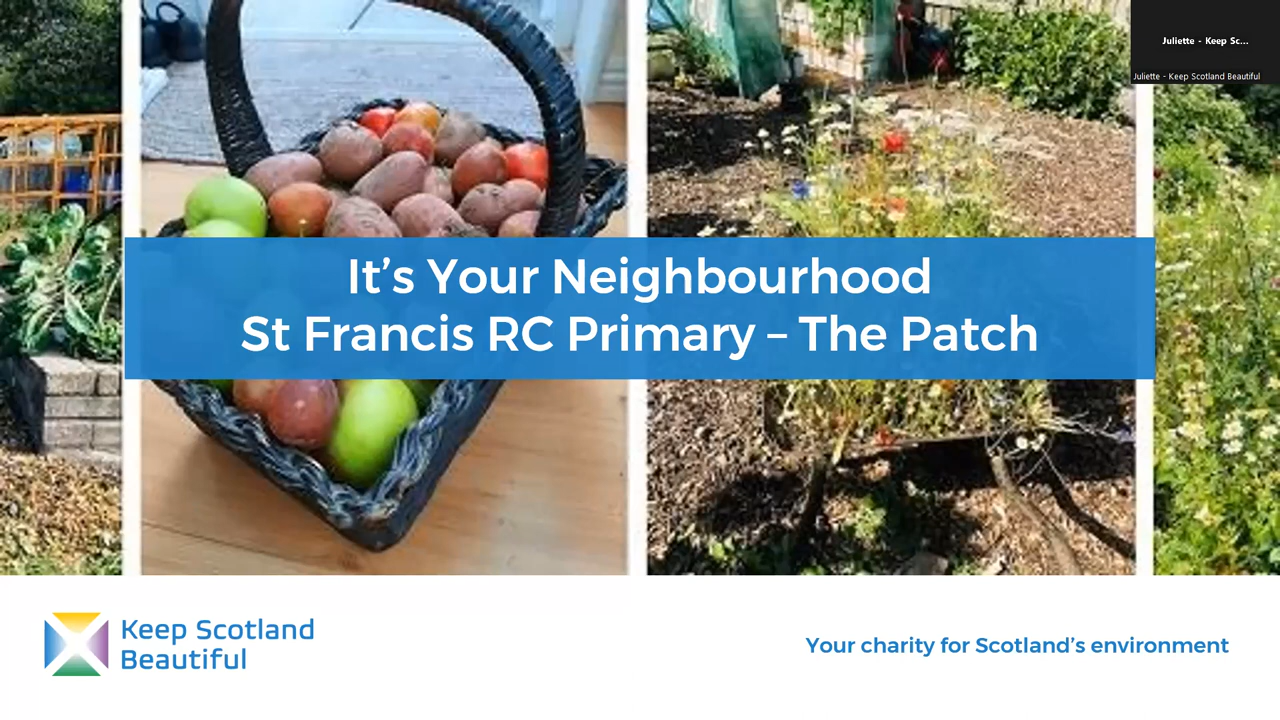 Juliette - Keep Sc...
Juliette - Keep Scotland Beautiful
It's Your Neighbourhood
St Francis RC Primary – The Patch
Keep Scotland
Beautiful
Your charity for Scotland's environment